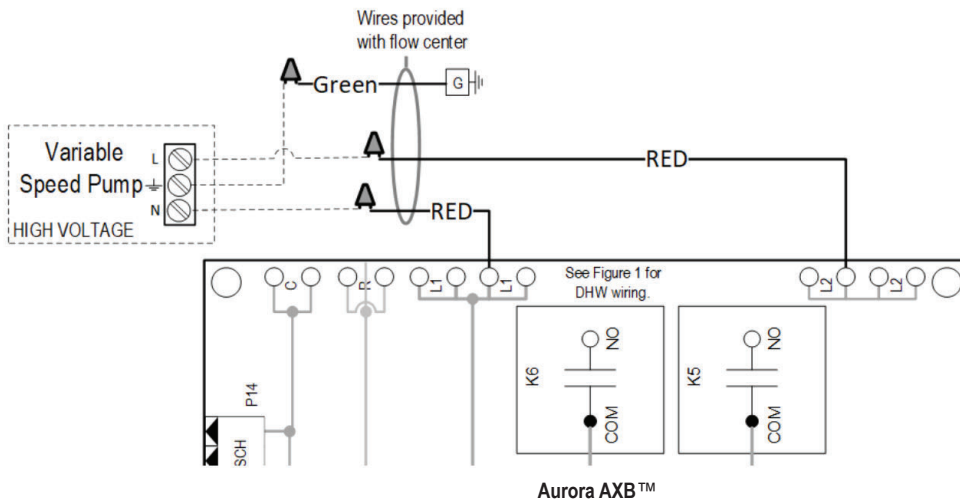 Wires provided
with flow center
Green
G
Variable
Speed Pump
L
N
HIGH VOLTAGE
RED
RED
C
R
L1
L1
See Figure 1 for
DHW wiring.
L2
L2
K6
NO
COM
K5
NO
COM
P14
SCH
Aurora AXB™